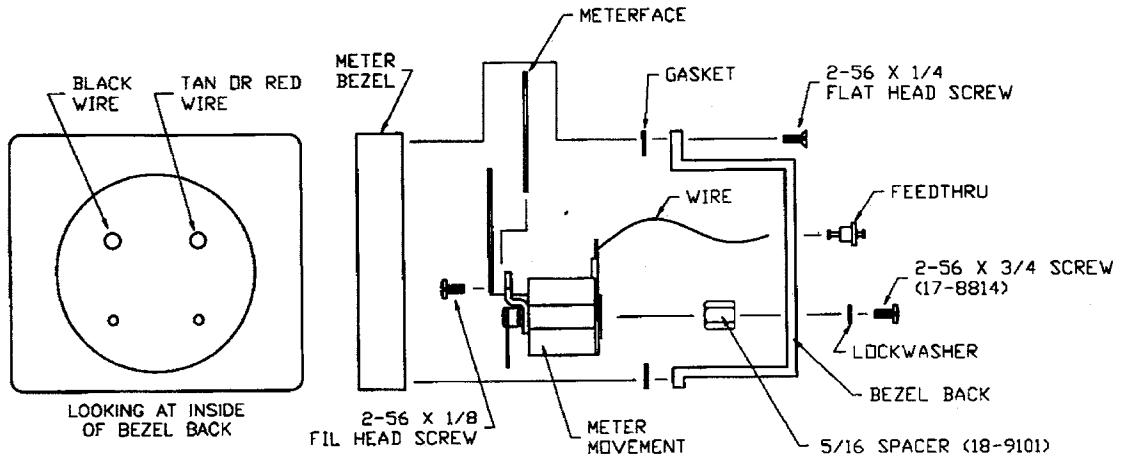 METERFACE
METER
BEZEL
GASKET
2-56 X 1/4
FLAT HEAD SCREW
BLACK
WIRE
TAN OR RED
WIRE
WIRE
FEEDTHRU
2-56 X 3/4 SCREW
(17-8814)
LOCKWASHER
BEZEL BACK
LOOKING AT INSIDE
OF BEZEL BACK
2-56 X 1/8
FIL HEAD SCREW
METER
MOVEMENT
5/16 SPACER (18-9101)